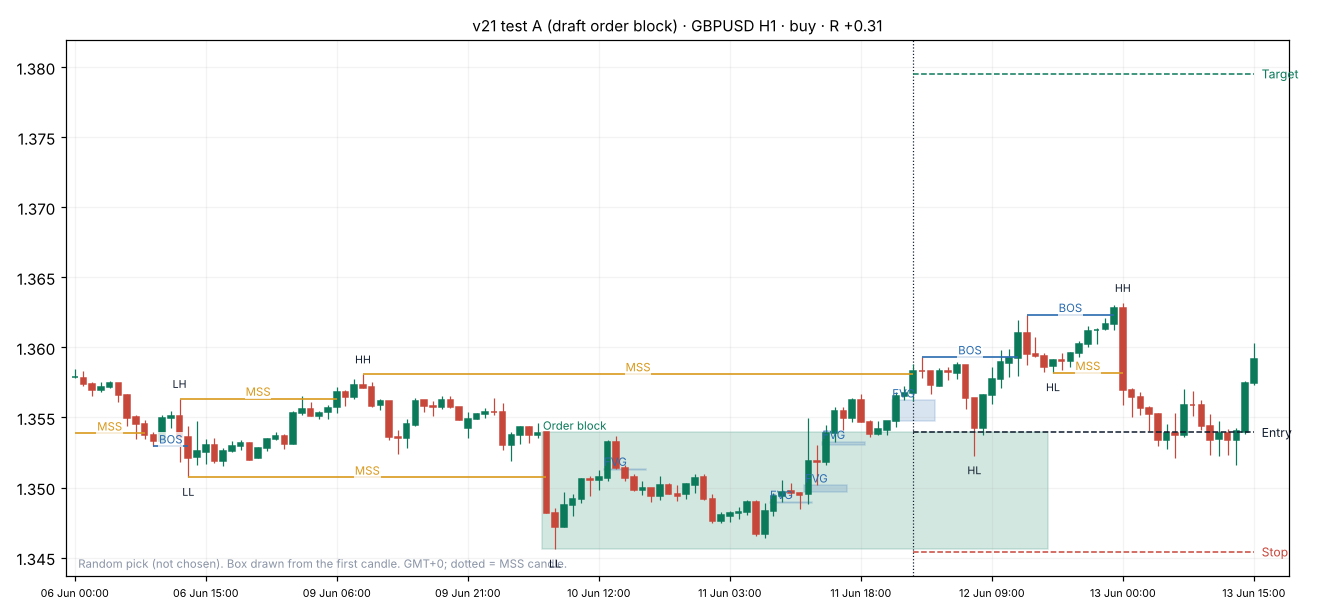 v21 test A (draft order block) · GBPUSD H1 · buy · R +0.31
1.380
Target
1.375
1.370
1.365
HH
BOS
1.360
HH
MSS
BOS
MSS
LH
HL
MSS
FVG
1.355
MSS
BOS
Order block
Entry
FVG
FVG
HL
MSS
FVG
1.350
LL
FVG
Stop
1.345
Random pick (not chosen). Box drawn from the first candle. GMT+0; dotted = MSS candle.
LL
06 Jun 00:00
06 Jun 15:00
09 Jun 06:00
09 Jun 21:00
10 Jun 12:00
11 Jun 03:00
11 Jun 18:00
12 Jun 09:00
13 Jun 00:00
13 Jun 15:00